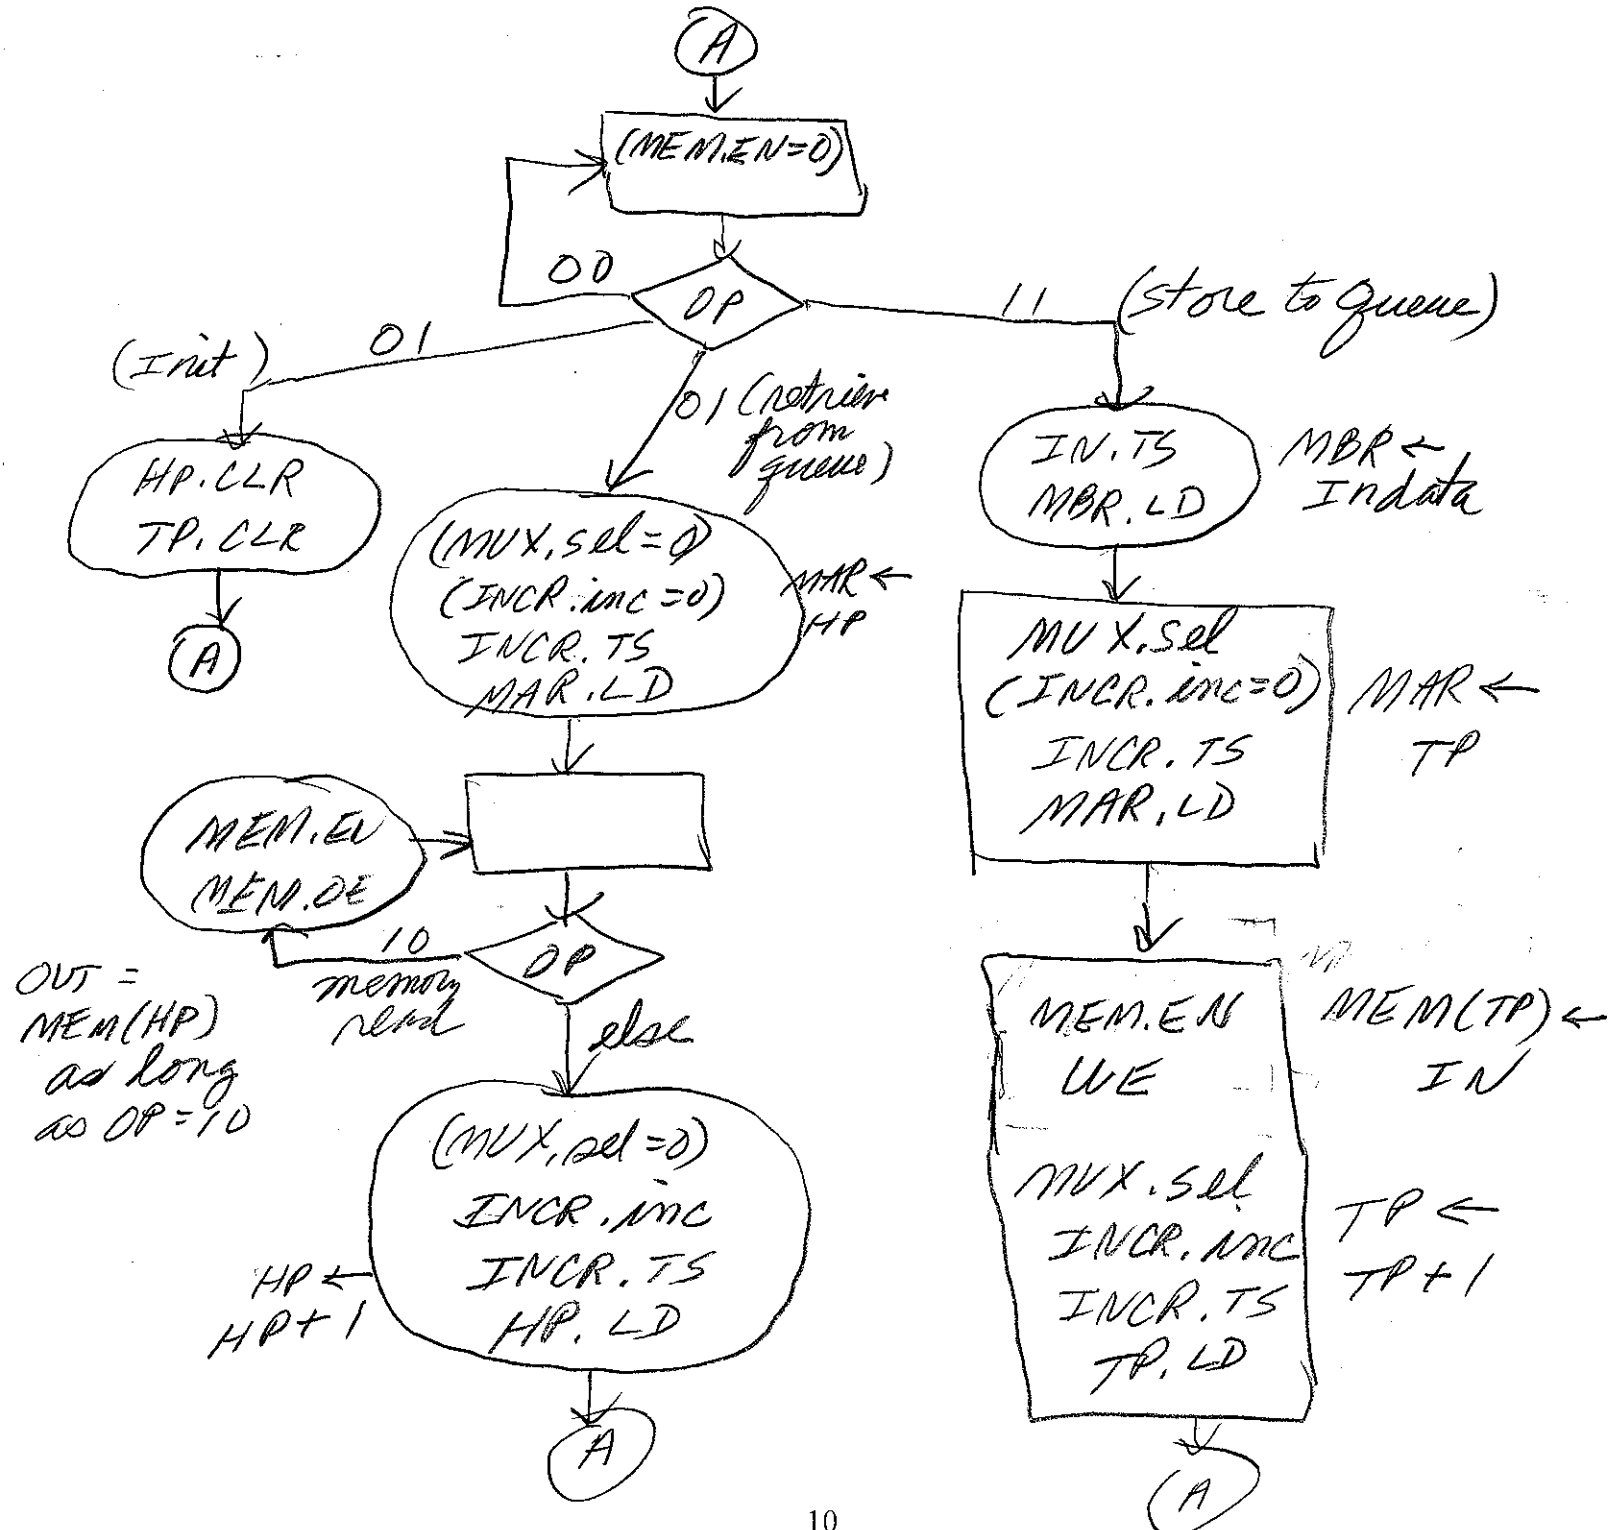 A
(MEM.EN=0)
00
OP
11
(store to queue)
(Init)
01
01 (retrieve
from
queue)
HP.CLR
TP.CLR
A
(MUX.sel=0)
(INCR.inc=0)
INCR.TS
MAR.LD
MAR ←
HP
IN.TS
MBR.LD
MBR ←
Indata
MUX.sel
(INCR.inc=0)
INCR.TS
MAR.LD
MAR ←
TP
MEM.EN
MEM.OE
10
memory
read
OP
else
OUT =
MEM(HP)
as long
as OP=10
(MUX.sel=0)
INCR.inc
INCR.TS
HP.LD
HP ←
HP+1
A
MEM.EN
WE
MEM(TP) ←
IN
MUX.sel
INCR.inc
INCR.TS
TP.LD
TP ←
TP+1
A
10